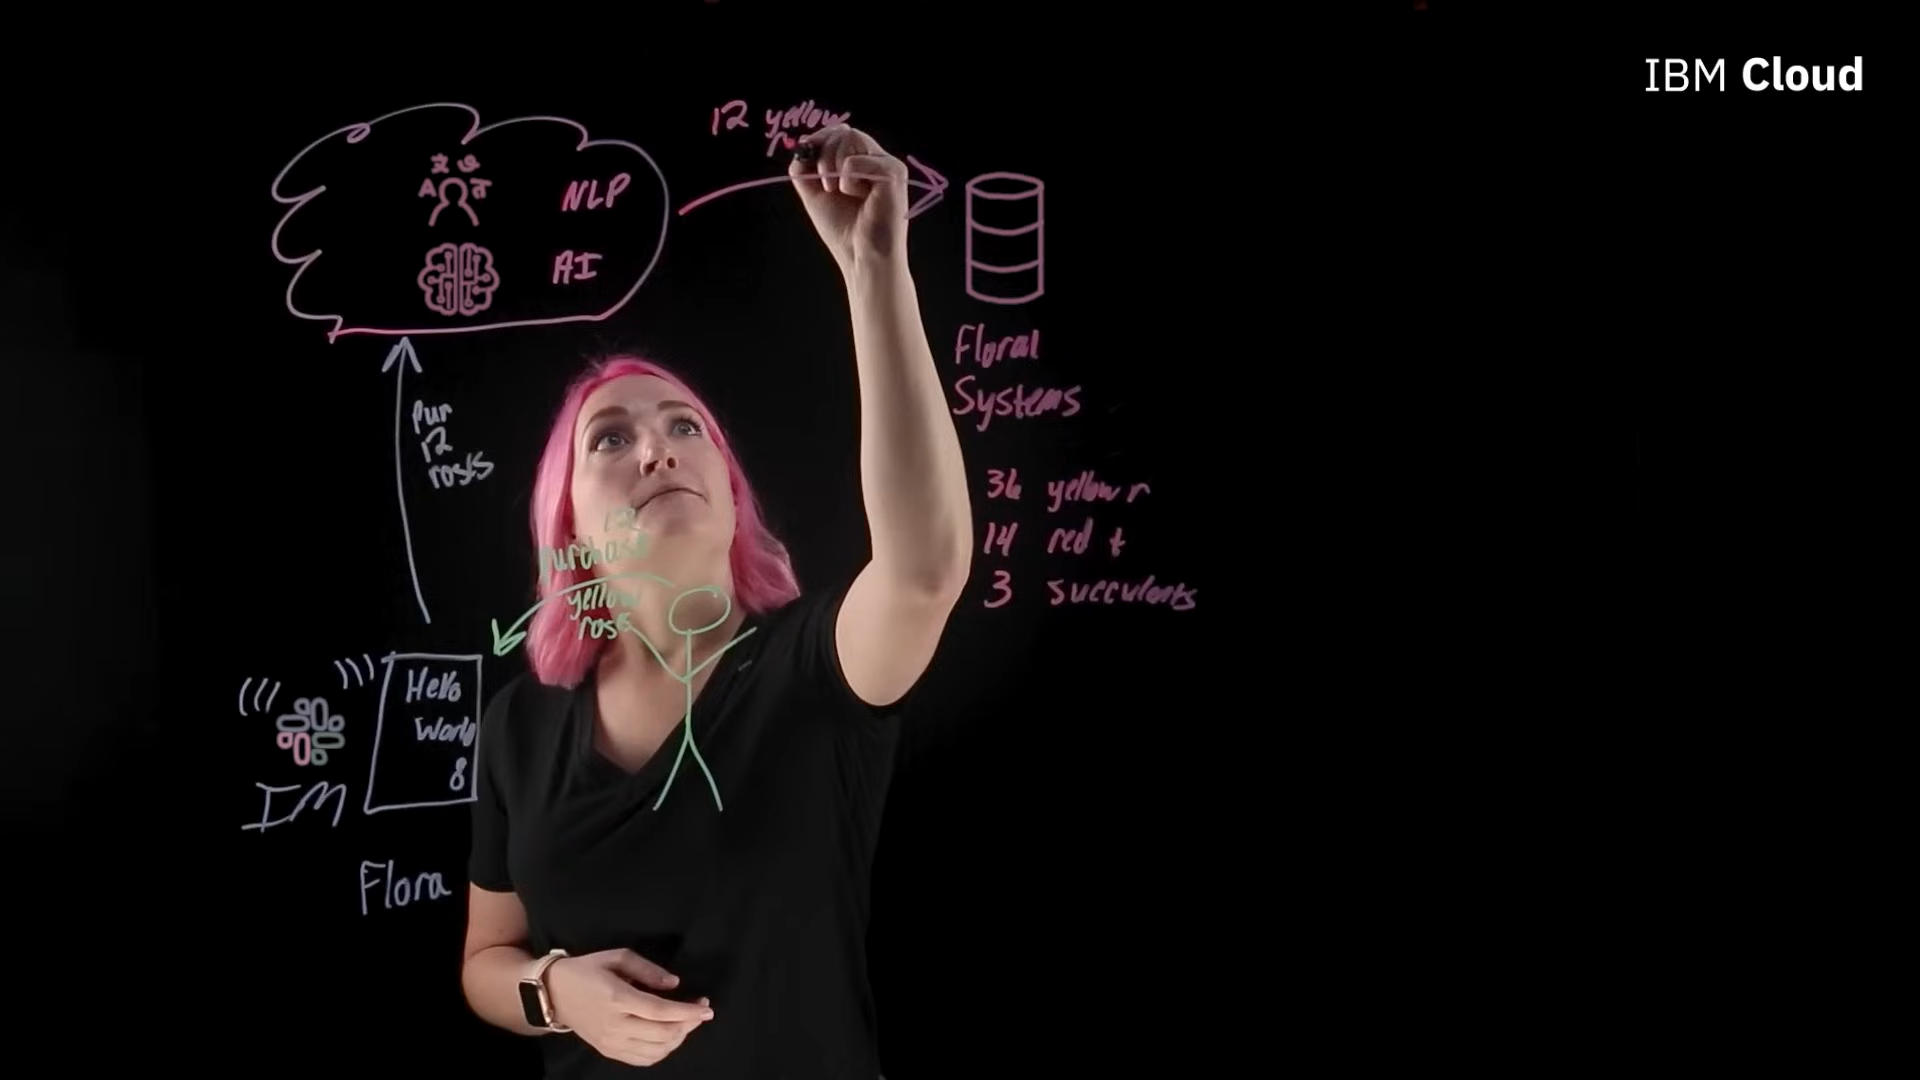 IBM Cloud
12 yellow
NLP
AI
Floral
Systems
Pur
12
roses
36 yellow r
14 red t
3 succulents
12
purchase
yellow
roses
Hello
World
8
IM
Flora